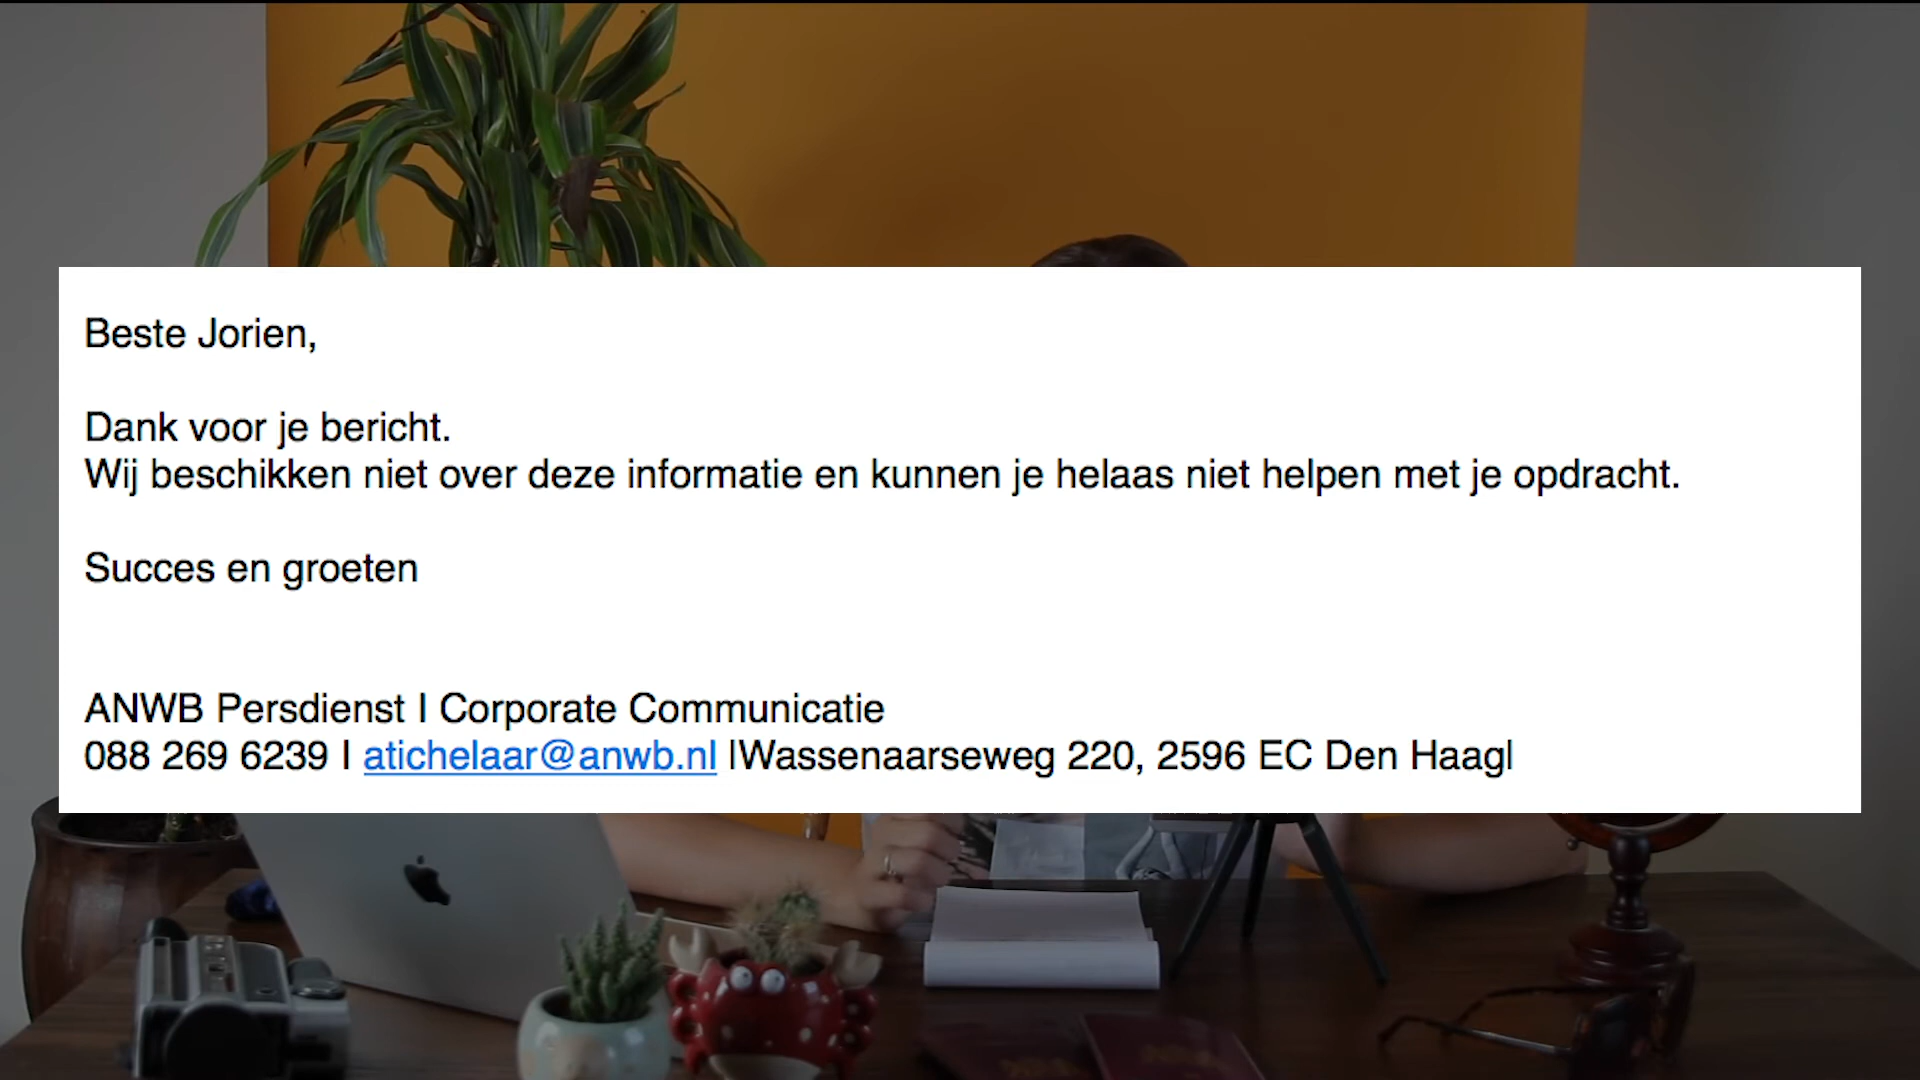 Beste Jorien,
Dank voor je bericht.
Wij beschikken niet over deze informatie en kunnen je helaas niet helpen met je opdracht.
Succes en groeten
ANWB Persdienst I Corporate Communicatie
088 269 6239 I atichelaar@anwb.nl |Wassenaarseweg 220, 2596 EC Den Haag|